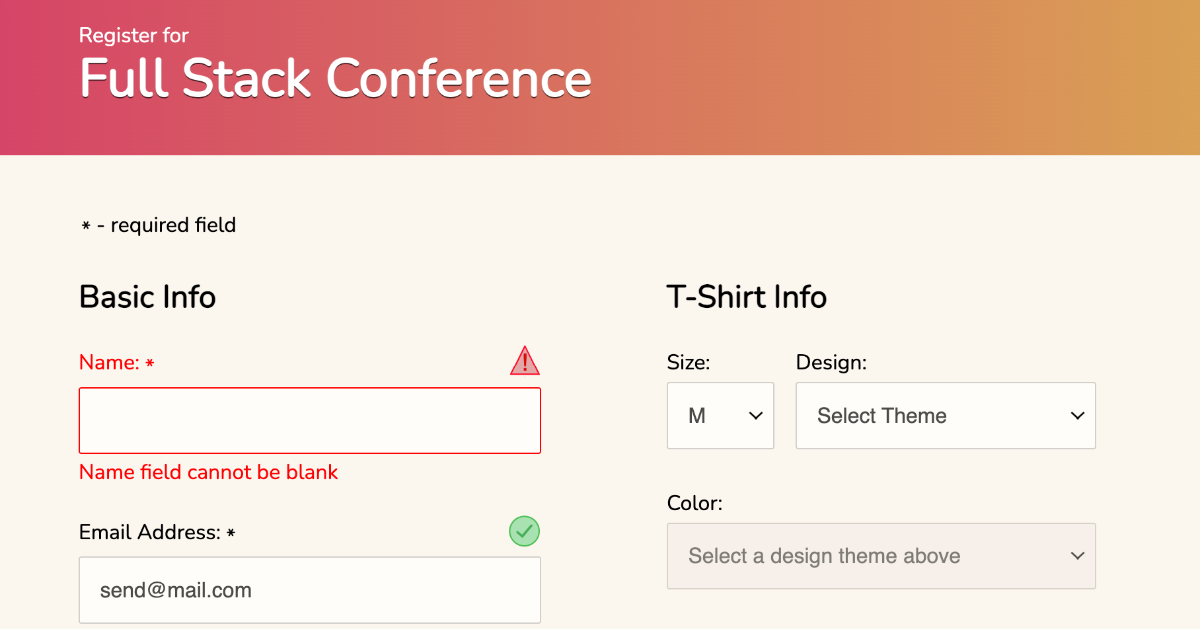 Register for
Full Stack Conference
* - required field
Basic Info
Name: *
Name field cannot be blank
Email Address: *
send@mail.com
T-Shirt Info
Size:
Design:
M
Select Theme
Color:
Select a design theme above